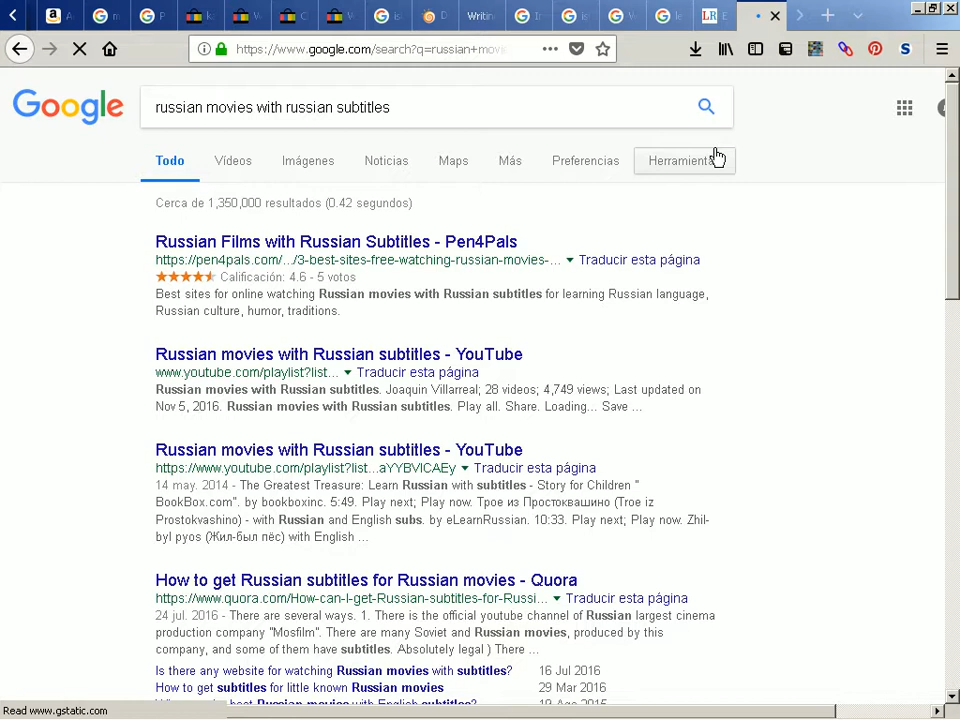 Writin
https://www.google.com/search?q=russian+mov
Google
russian movies with russian subtitles
Todo Vídeos Imágenes Noticias Maps Más Preferencias Herramienta
Cerca de 1,350,000 resultados (0.42 segundos)
Russian Films with Russian Subtitles - Pen4Pals
https://pen4pals.com/.../3-best-sites-free-watching-russian-movies-... Traducir esta página
Calificación: 4.6 - 5 votos
Best sites for online watching Russian movies with Russian subtitles for learning Russian language,
Russian culture, humor, traditions.
Russian movies with Russian subtitles - YouTube
www.youtube.com/playlist?list... Traducir esta página
Russian movies with Russian subtitles. Joaquin Villarreal; 28 videos; 4,749 views; Last updated on
Nov 5, 2016. Russian movies with Russian subtitles. Play all. Share. Loading... Save ...
Russian movies with Russian subtitles - YouTube
https://www.youtube.com/playlist?list...aYYBVICAEy Traducir esta página
14 may. 2014 - The Greatest Treasure: Learn Russian with subtitles - Story for Children "
BookBox.com". by bookboxinc. 5:49. Play next; Play now. Трое из Простоквашино (Troe iz
Prostokvashino) - with Russian and English subs. by eLearnRussian. 10:33. Play next; Play now. Zhil-
byl pyos (Жил-был пёс) with English ...
How to get Russian subtitles for Russian movies - Quora
https://www.quora.com/How-can-I-get-Russian-subtitles-for-Russi... Traducir esta página
24 jul. 2016 - There are several ways. 1. There is the official youtube channel of Russian largest cinema
production company "Mosfilm". There are many Soviet and Russian movies, produced by this
company, and some of them have subtitles. Absolutely legal ) There ...
Is there any website for watching Russian movies with subtitles? 16 Jul 2016
How to get subtitles for little known Russian movies 29 Mar 2016
Read www.gstatic.com